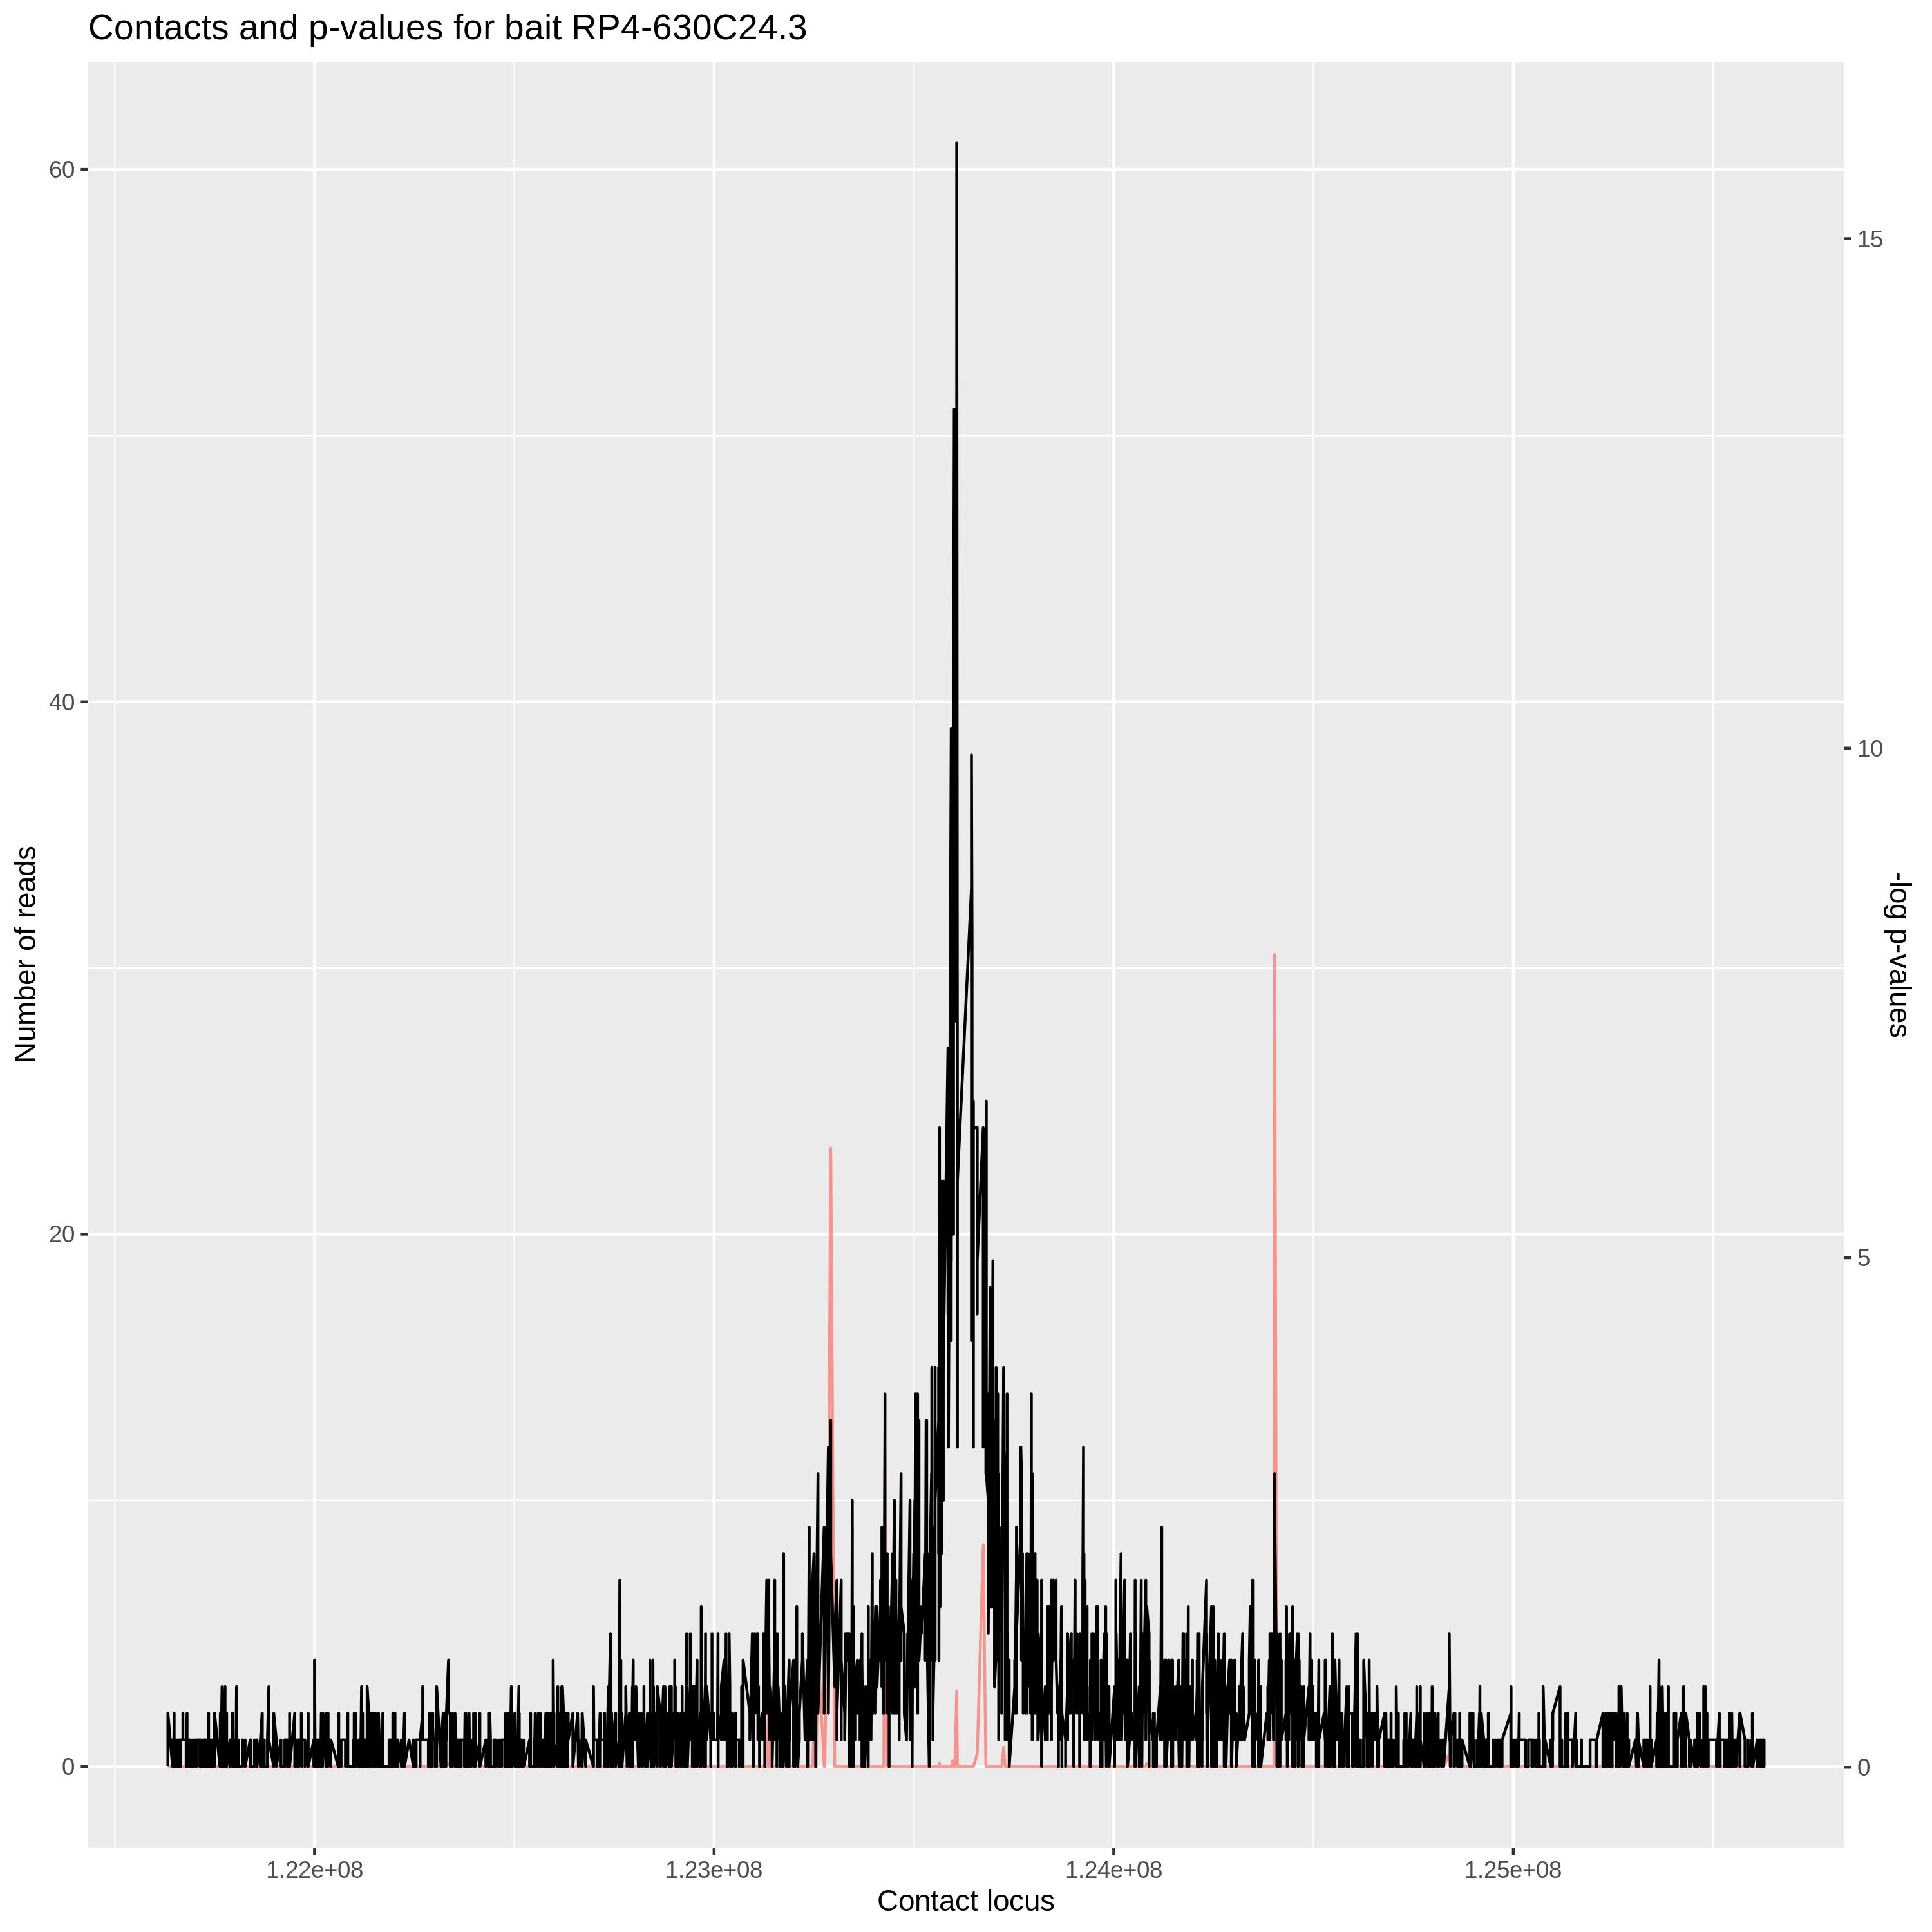 Contacts and p-values for bait RP4-630C24.3
60
40
20
0
15
10
5
0
Number of reads
-log p-values
1.22e+08
1.23e+08
1.24e+08
1.25e+08
Contact locus